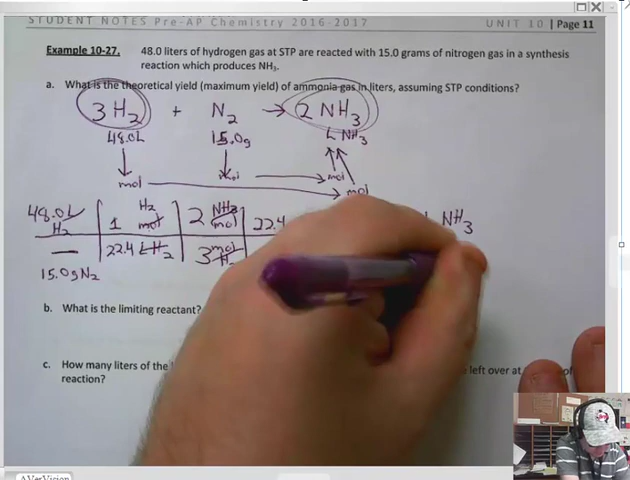 STUDENT NOTES Pre-AP Chemistry 2016-2017 UNIT 10 | Page 11
Example 10-27. 48.0 liters of hydrogen gas at STP are reacted with 15.0 grams of nitrogen gas in a synthesis
reaction which produces NH₃.
a. What is the theoretical yield (maximum yield) of ammonia gas in liters, assuming STP conditions?
3H₂ + N₂ → 2 NH₃
48.0L 15.0g L NH₃
mol mol mol
mol
48.0L H₂ 1 mol H₂ 2 mol NH₃ 22.4 NH₃
22.4 L H₂ 3 mol
15.0g N₂
b. What is the limiting reactant?
c. How many liters of the left over at of
reaction?
AVerVision